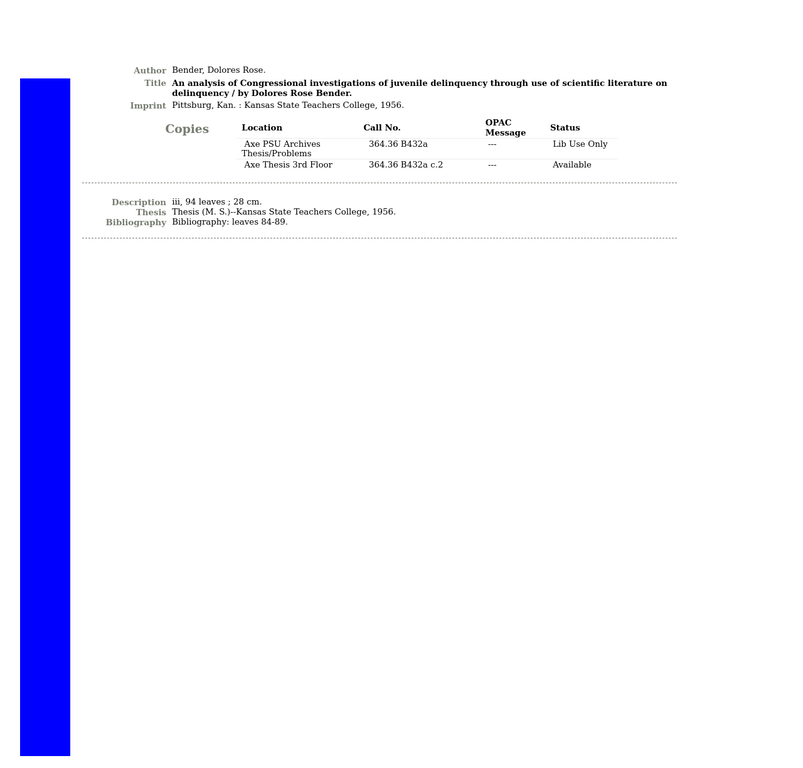 Author Bender, Dolores Rose.
Title An analysis of Congressional investigations of juvenile delinquency through use of scientific literature on
delinquency / by Dolores Rose Bender.
Imprint Pittsburg, Kan. : Kansas State Teachers College, 1956.
Copies Location Call No. OPAC Message Status
Axe PSU Archives Thesis/Problems 364.36 B432a --- Lib Use Only
Axe Thesis 3rd Floor 364.36 B432a c.2 --- Available
Description iii, 94 leaves ; 28 cm.
Thesis Thesis (M. S.)--Kansas State Teachers College, 1956.
Bibliography Bibliography: leaves 84-89.